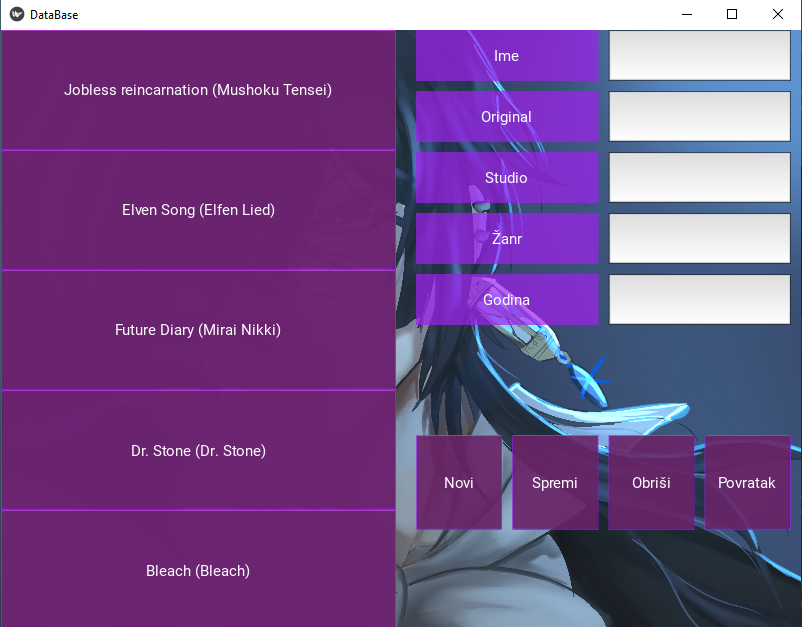 DataBase
Jobless reincarnation (Mushoku Tensei)
Elven Song (Elfen Lied)
Future Diary (Mirai Nikki)
Dr. Stone (Dr. Stone)
Bleach (Bleach)
Ime
Original
Studio
Žanr
Godina
Novi
Spremi
Obriši
Povratak